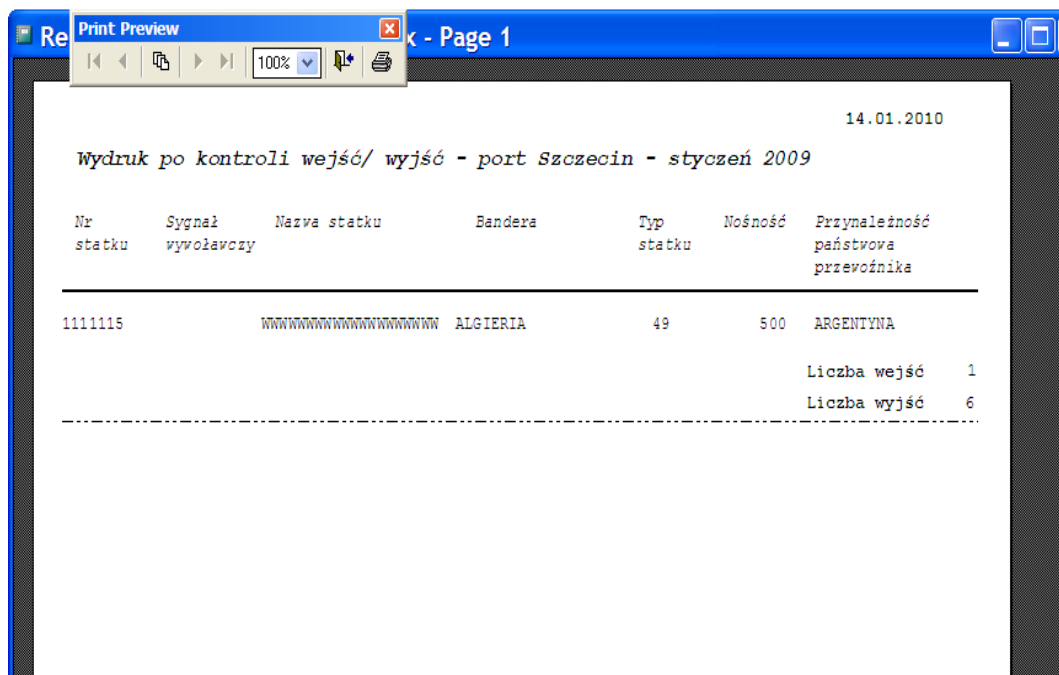 Re
Print Preview
x - Page 1
100%
14.01.2010
Wydruk po kontroli wejść/ wyjść - port Szczecin - styczeń 2009
Nr Sygnał Nazwa statku Bandera Typ Nośność Przynależność
statku wywoławczy statku państwowa
przewoźnika
1111115 WWWWWWWWWWWWWWWWWWWW ALGIERIA 49 500 ARGENTYNA
Liczba wejść 1
Liczba wyjść 6